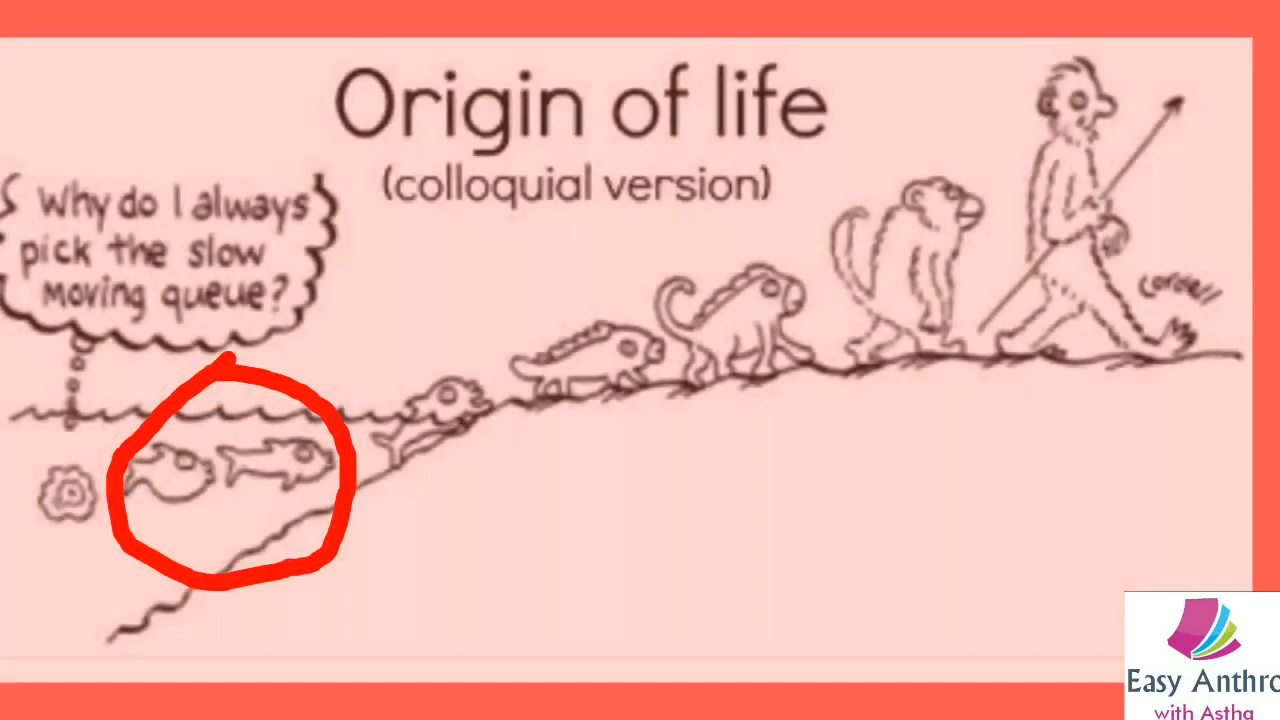 Origin of life
(colloquial version)
Why do I always
pick the slow
moving queue?
cordell
Easy Anthro
with Astha